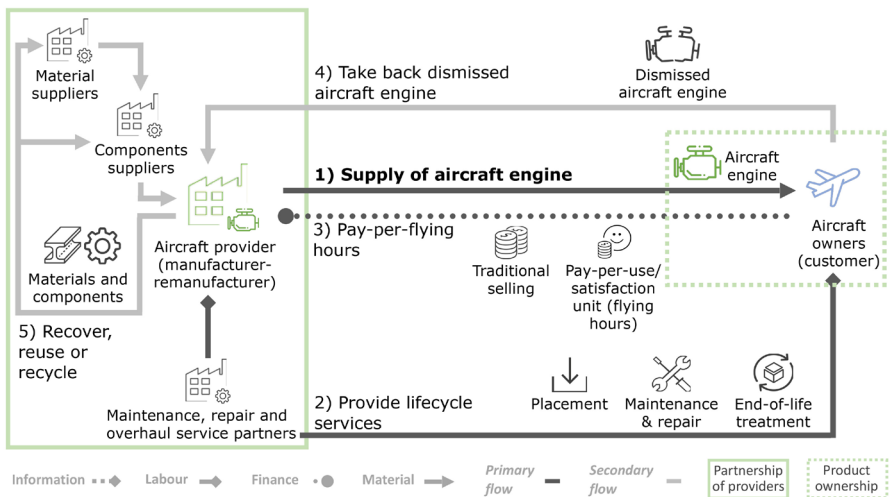 Material
suppliers
Components
suppliers
Aircraft provider
(manufacturer-
remanufacturer)
Materials and
components
5) Recover,
reuse or
recycle
Maintenance, repair and
overhaul service partners
4) Take back dismissed
aircraft engine
Dismissed
aircraft engine
1) Supply of aircraft engine
Aircraft
engine
3) Pay-per-flying
hours
Traditional
selling
Pay-per-use/
satisfaction
unit (flying
hours)
Aircraft
owners
(customer)
2) Provide lifecycle
services
Placement
Maintenance
& repair
End-of-life
treatment
Information
Labour
Finance
Material
Primary
flow
Secondary
flow
Partnership
of providers
Product
ownership